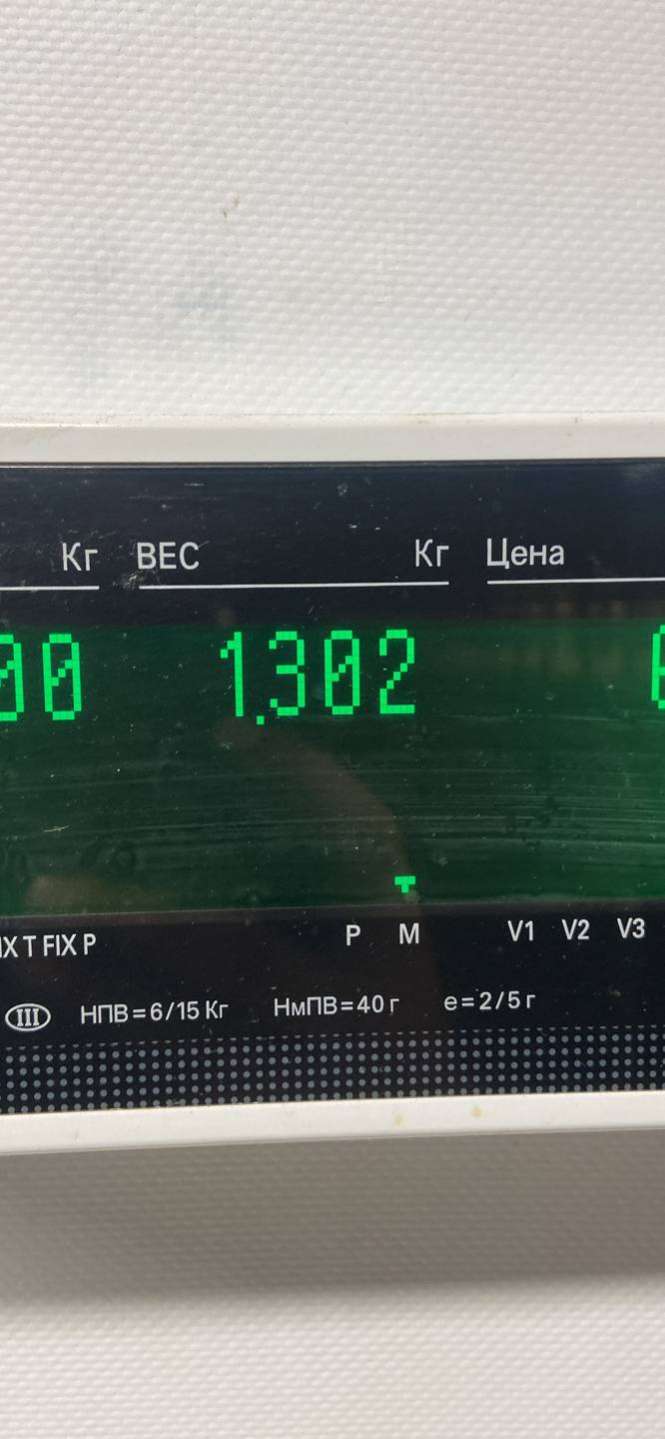 Кг ВЕС Кг Цена
00 1.302
X T FIX P P M V1 V2 V3
III НПВ=6/15 Кг НмПВ=40 г e=2/5 г